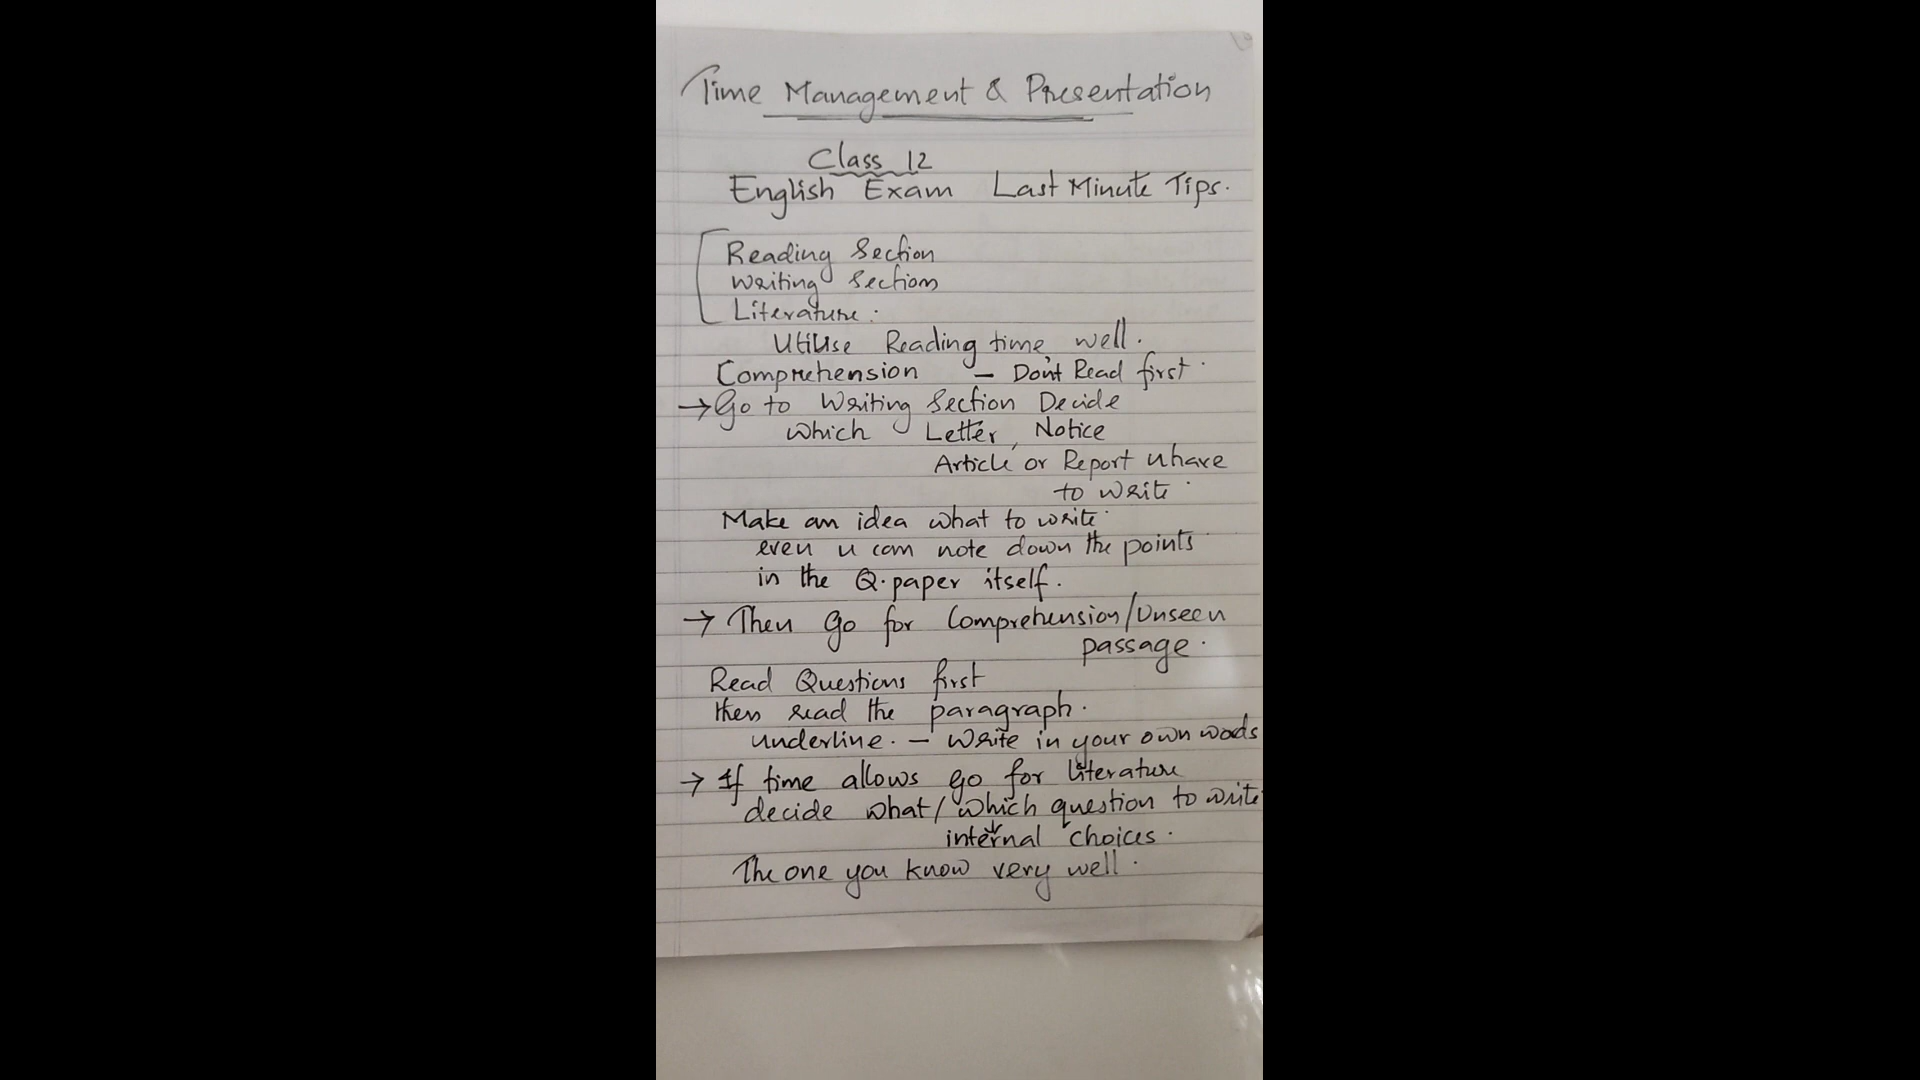 Time Management & Presentation
Class 12
English Exam Last Minute Tips.
Reading Section
Writing Section
Literature:
Utilise Reading time well.
Comprehension – Don't Read first.
→ Go to Writing Section Decide
which Letter, Notice
Article or Report u have
to write.
Make an idea what to write.
even u can note down the points
in the Q.paper itself.
→ Then Go for Comprehension/Unseen
passage.
Read Questions first
then read the paragraph.
underline. – Write in your own wods
→ If time allows go for literature
decide what/which question to write
internal choices.
The one you know very well.